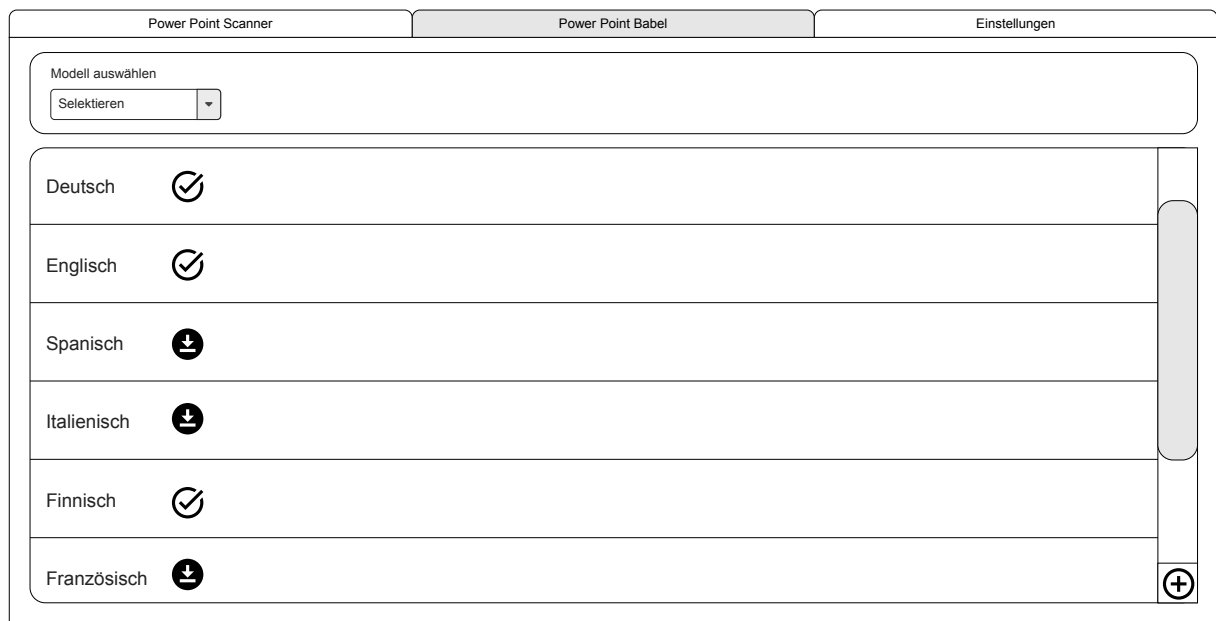 Power Point Scanner
Power Point Babel
Einstellungen
Modell auswählen
Selektieren
Deutsch
Englisch
Spanisch
Italienisch
Finnisch
Französisch